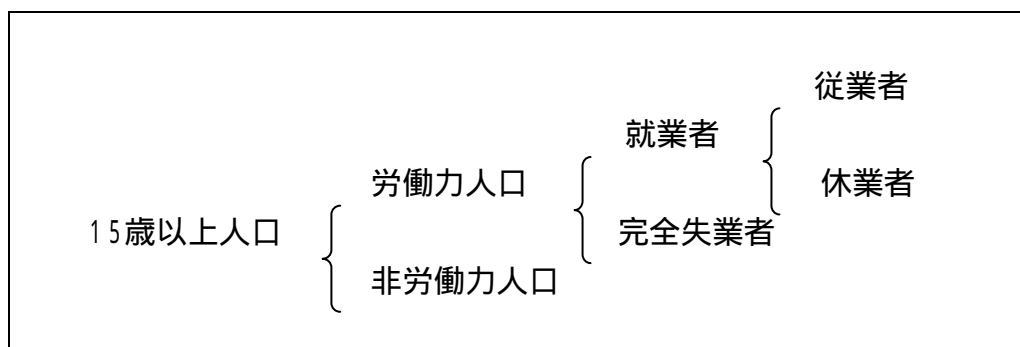 従業者
就業者
労働力人口
休業者
15歳以上人口
完全失業者
非労働力人口